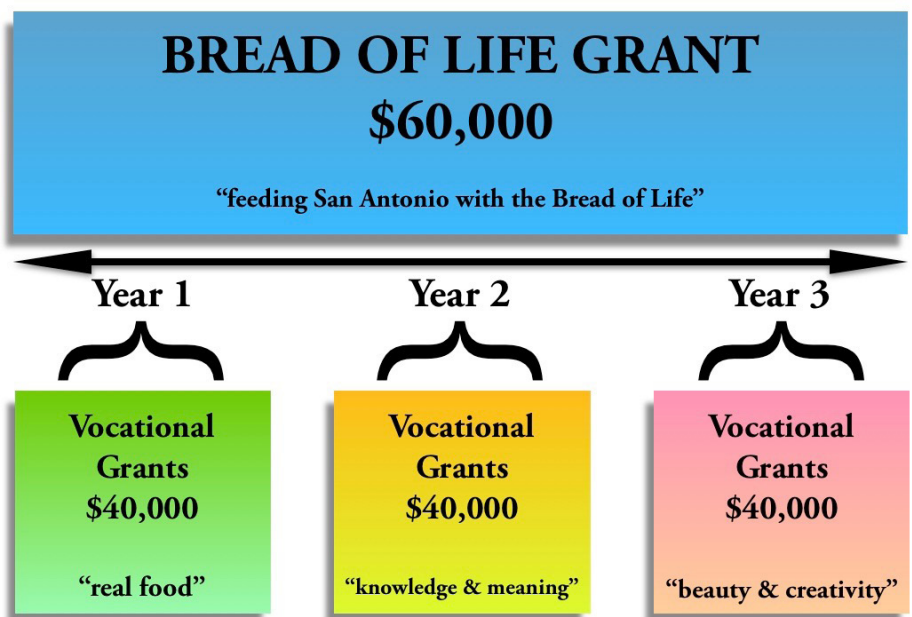 BREAD OF LIFE GRANT
$60,000
“feeding San Antonio with the Bread of Life”
Year 1
Year 2
Year 3
Vocational
Grants
$40,000
“real food”
Vocational
Grants
$40,000
“knowledge & meaning”
Vocational
Grants
$40,000
“beauty & creativity”